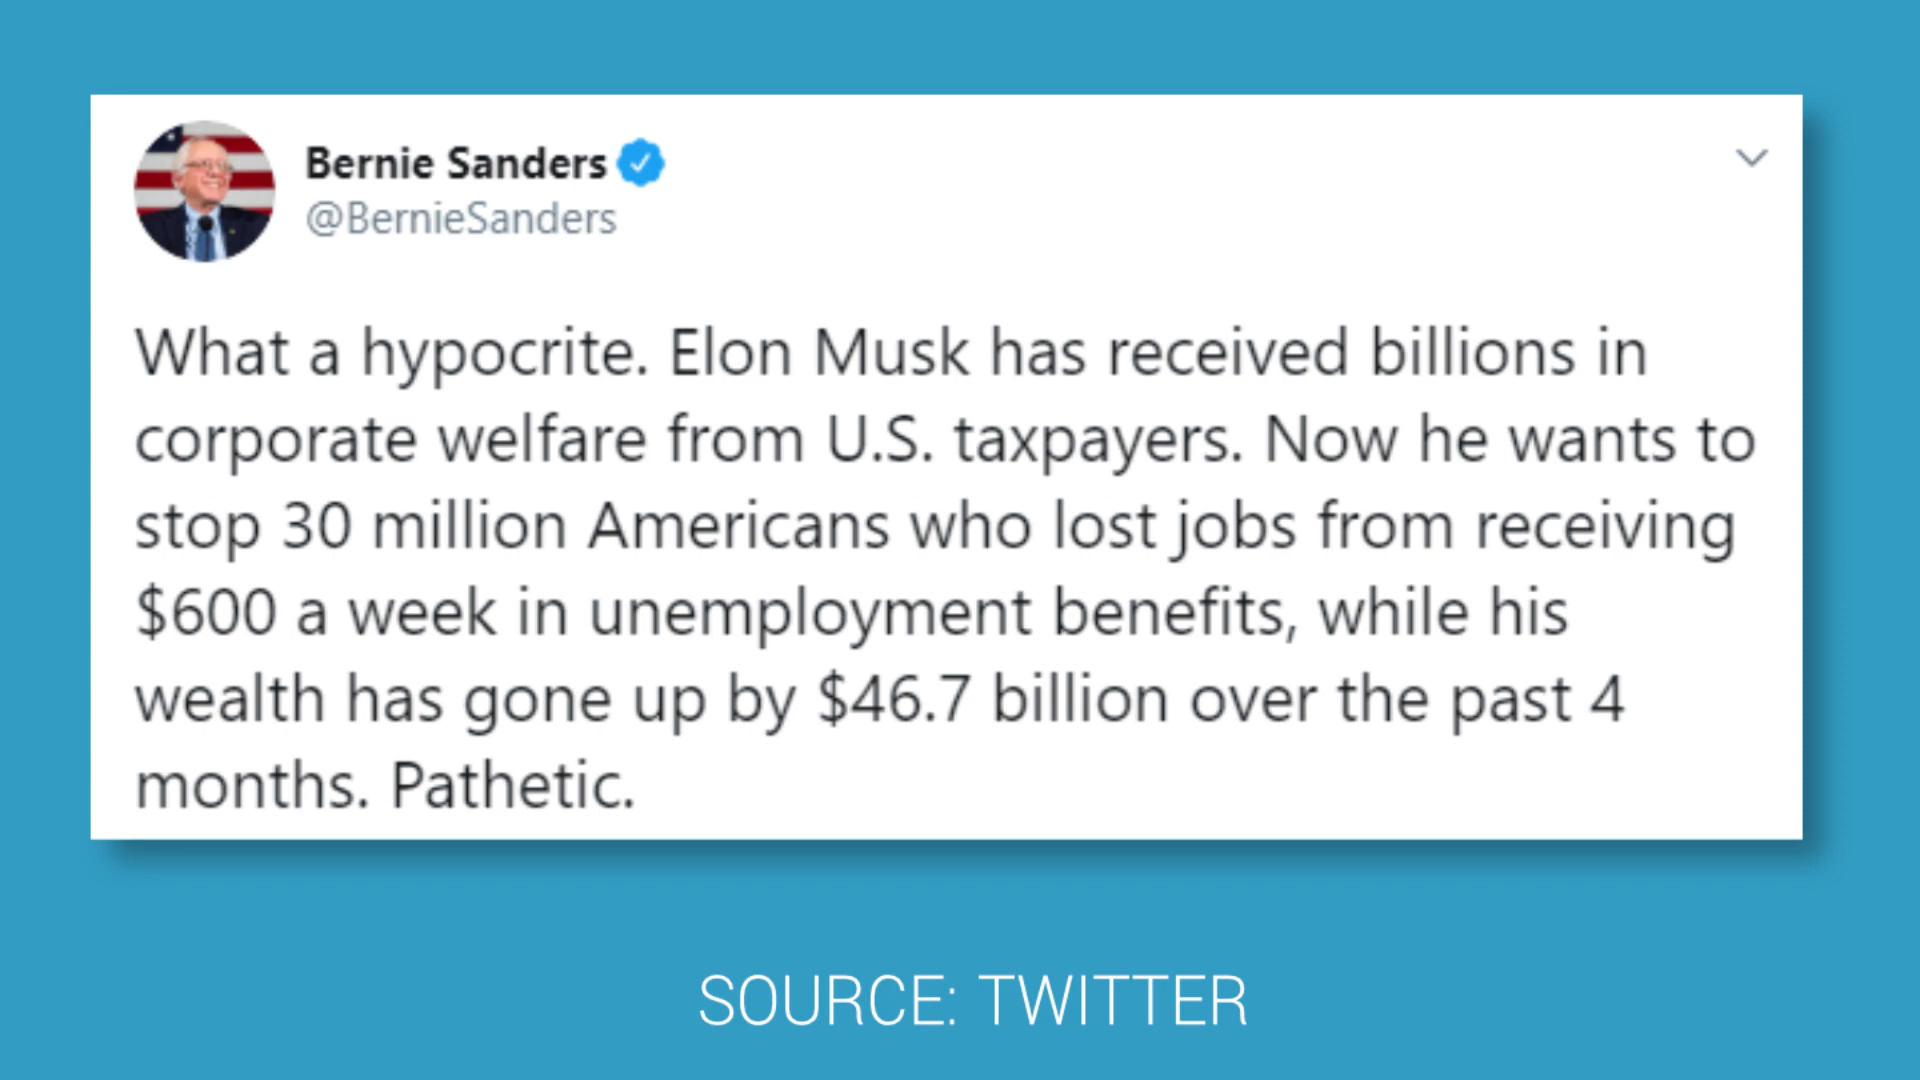 Bernie Sanders
@BernieSanders
What a hypocrite. Elon Musk has received billions in
corporate welfare from U.S. taxpayers. Now he wants to
stop 30 million Americans who lost jobs from receiving
$600 a week in unemployment benefits, while his
wealth has gone up by $46.7 billion over the past 4
months. Pathetic.
SOURCE: TWITTER